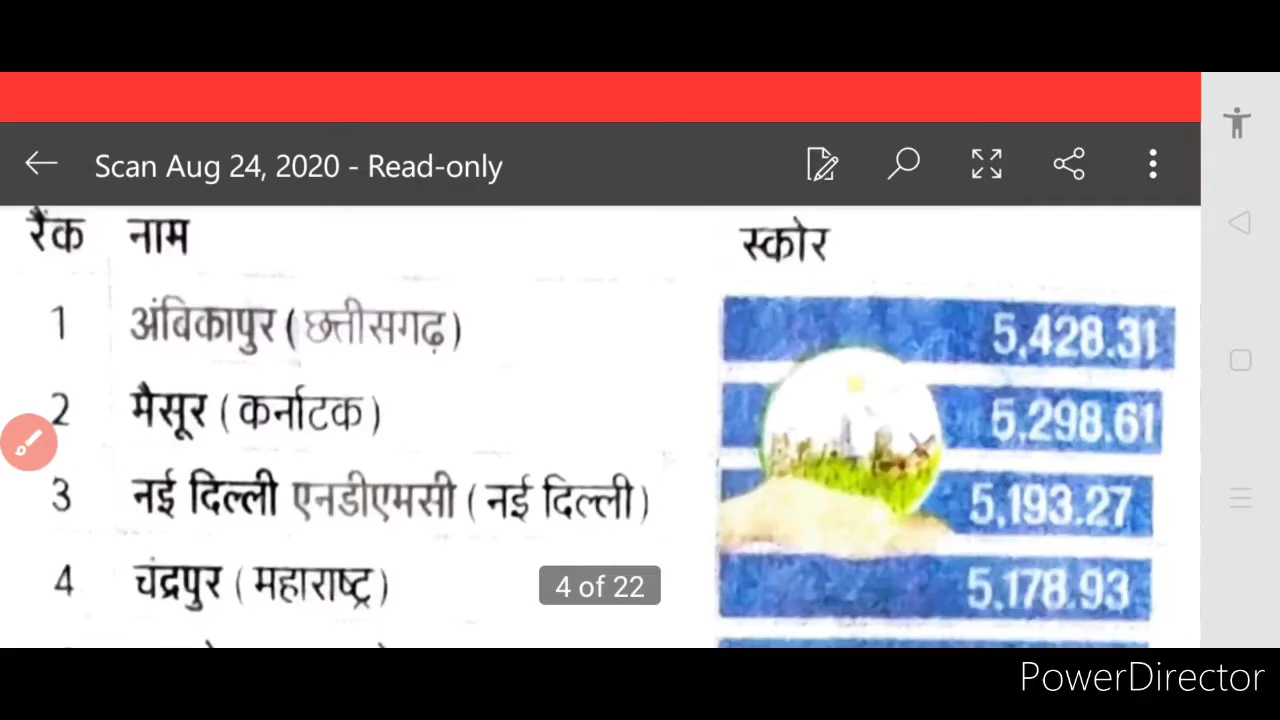 Scan Aug 24, 2020 - Read-only
रैंक नाम स्कोर
1 अंबिकापुर (छत्तीसगढ़) 5,428.31
2 मैसूर (कर्नाटक) 5,298.61
3 नई दिल्ली एनडीएमसी (नई दिल्ली) 5,193.27
4 चंद्रपुर (महाराष्ट्र) 5,178.93
4 of 22
PowerDirector